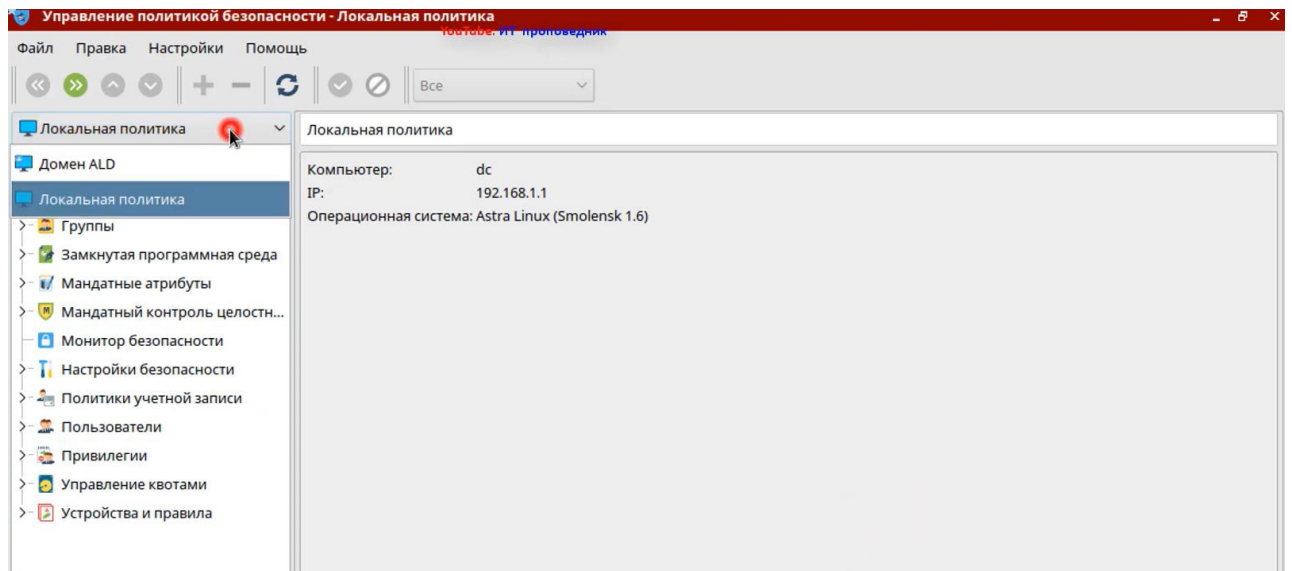 Управление политикой безопасности - Локальная политика
YouTube: ИТ проповедник
Файл Правка Настройки Помощь
Все
Локальная политика
Локальная политика
Домен ALD
Локальная политика
Компьютер: dc
IP: 192.168.1.1
Операционная система: Astra Linux (Smolensk 1.6)
Группы
Замкнутая программная среда
Мандатные атрибуты
Мандатный контроль целостн...
Монитор безопасности
Настройки безопасности
Политики учетной записи
Пользователи
Привилегии
Управление квотами
Устройства и правила